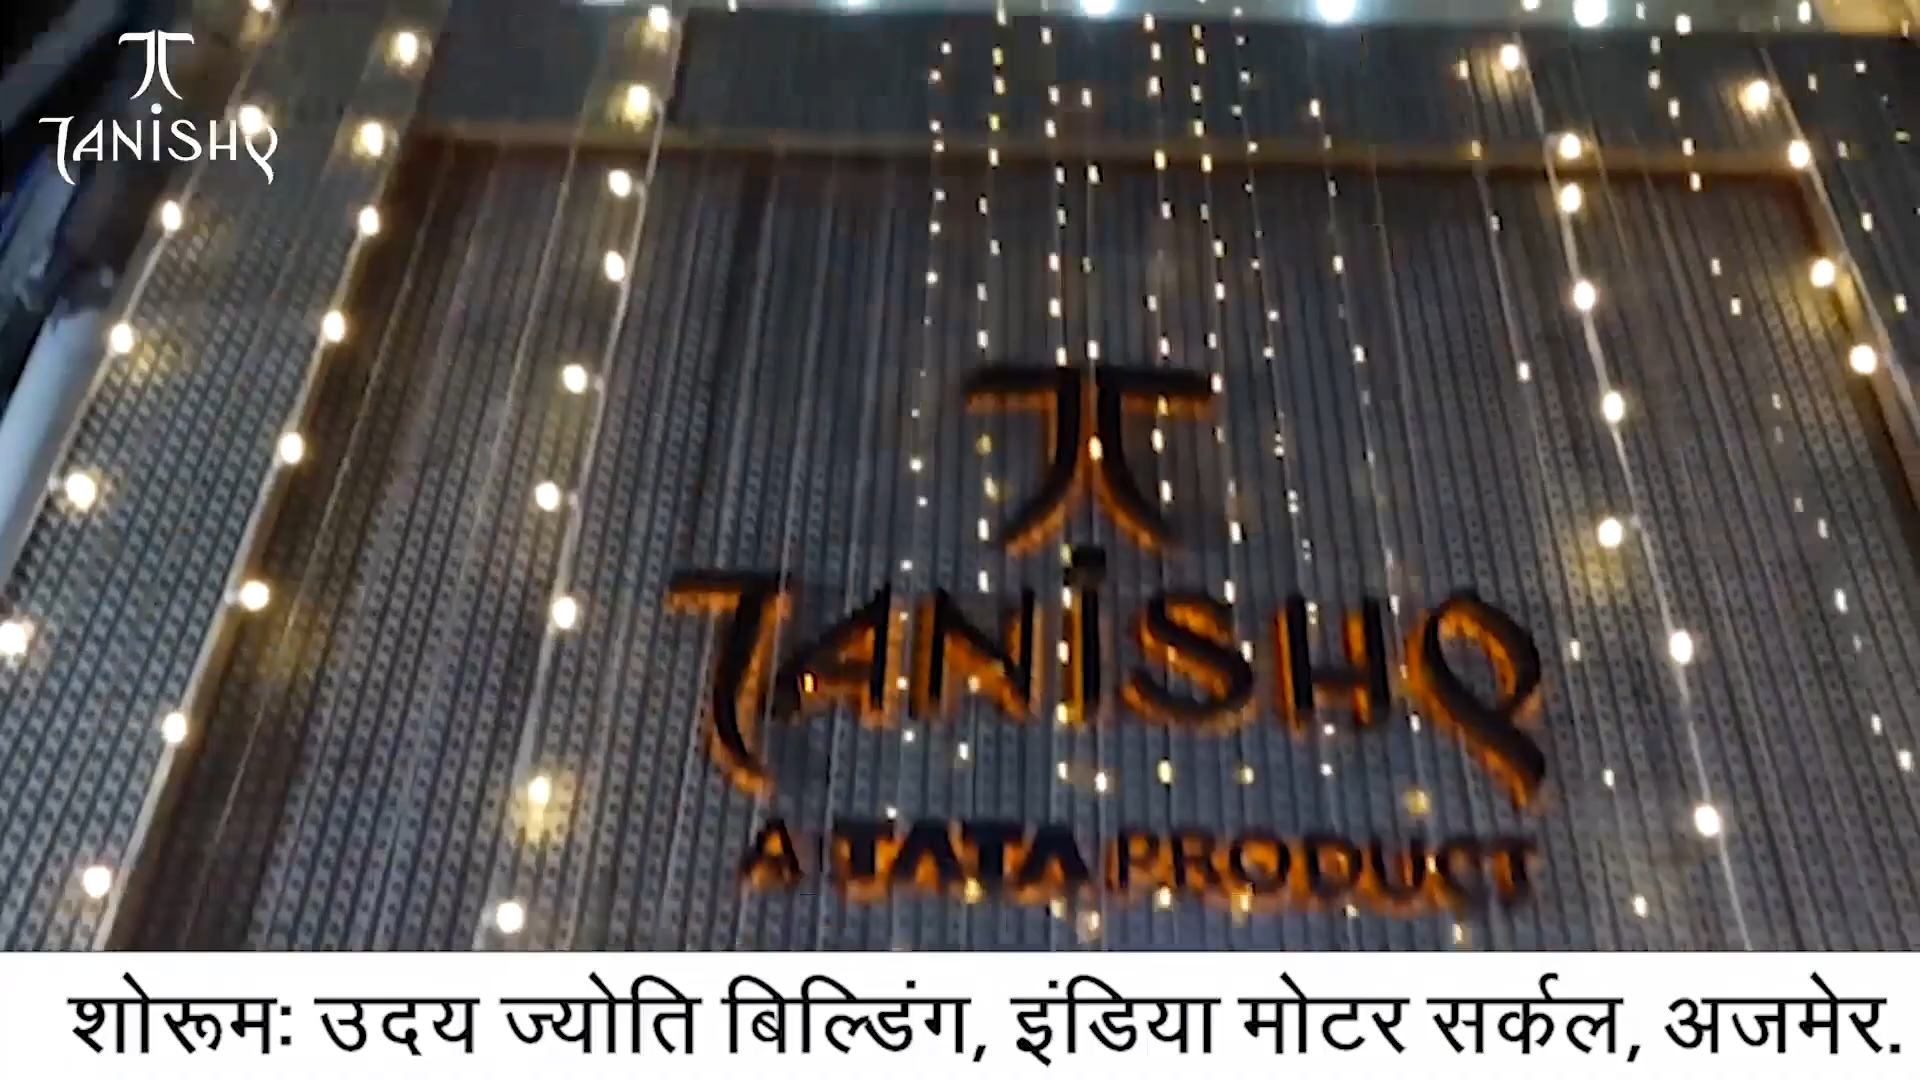 TANISHQ
TANISHQ
A TATA PRODUCT
शोरूम: उदय ज्योति बिल्डिंग, इंडिया मोटर सर्कल, अजमेर.